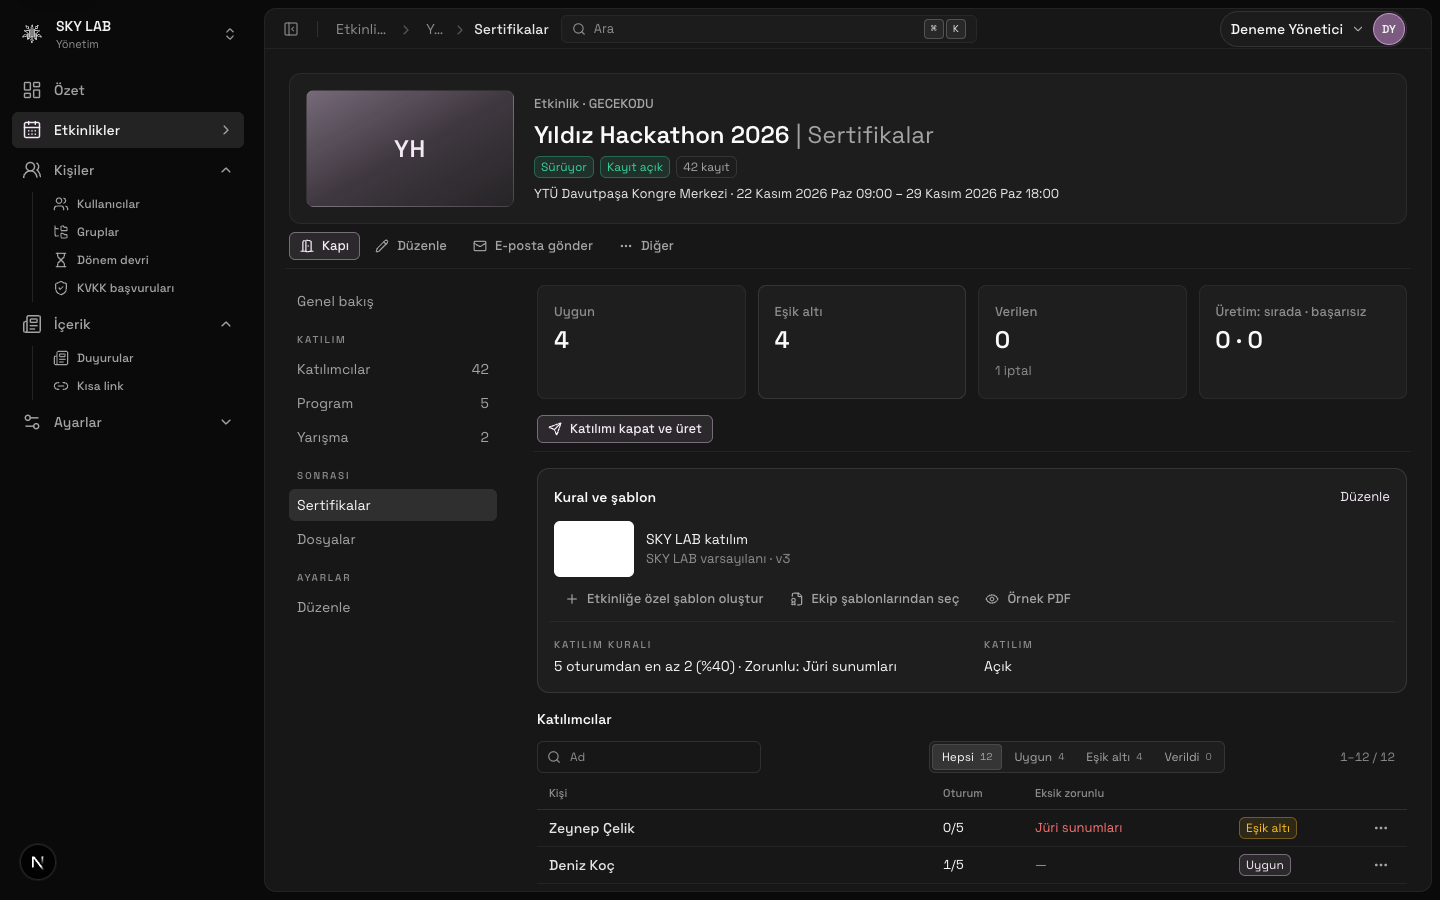 SKY LAB
Yönetim
Özet
Etkinlikler
Kişiler
Kullanıcılar
Gruplar
Dönem devri
KVKK başvuruları
İçerik
Duyurular
Kısa link
Ayarlar
N
Etkinli... > Y... > Sertifikalar
Ara
⌘ K
Deneme Yönetici
DY
YH
Etkinlik · GECEKODU
Yıldız Hackathon 2026 | Sertifikalar
Sürüyor Kayıt açık 42 kayıt
YTÜ Davutpaşa Kongre Merkezi · 22 Kasım 2026 Paz 09:00 – 29 Kasım 2026 Paz 18:00
Kapı Düzenle E-posta gönder Diğer
Genel bakış
KATILIM
Katılımcılar 42
Program 5
Yarışma 2
SONRASI
Sertifikalar
Dosyalar
AYARLAR
Düzenle
Uygun
4
Eşik altı
4
Verilen
0
1 iptal
Üretim: sırada · başarısız
0 · 0
Katılımı kapat ve üret
Kural ve şablon
Düzenle
SKY LAB katılım
SKY LAB varsayılanı · v3
Etkinliğe özel şablon oluştur Ekip şablonlarından seç Örnek PDF
KATILIM KURALI
5 oturumdan en az 2 (%40) · Zorunlu: Jüri sunumları
KATILIM
Açık
Katılımcılar
Ad
Hepsi 12 Uygun 4 Eşik altı 4 Verildi 0
1–12 / 12
Kişi Oturum Eksik zorunlu
Zeynep Çelik 0/5 Jüri sunumları Eşik altı
Deniz Koç 1/5 — Uygun